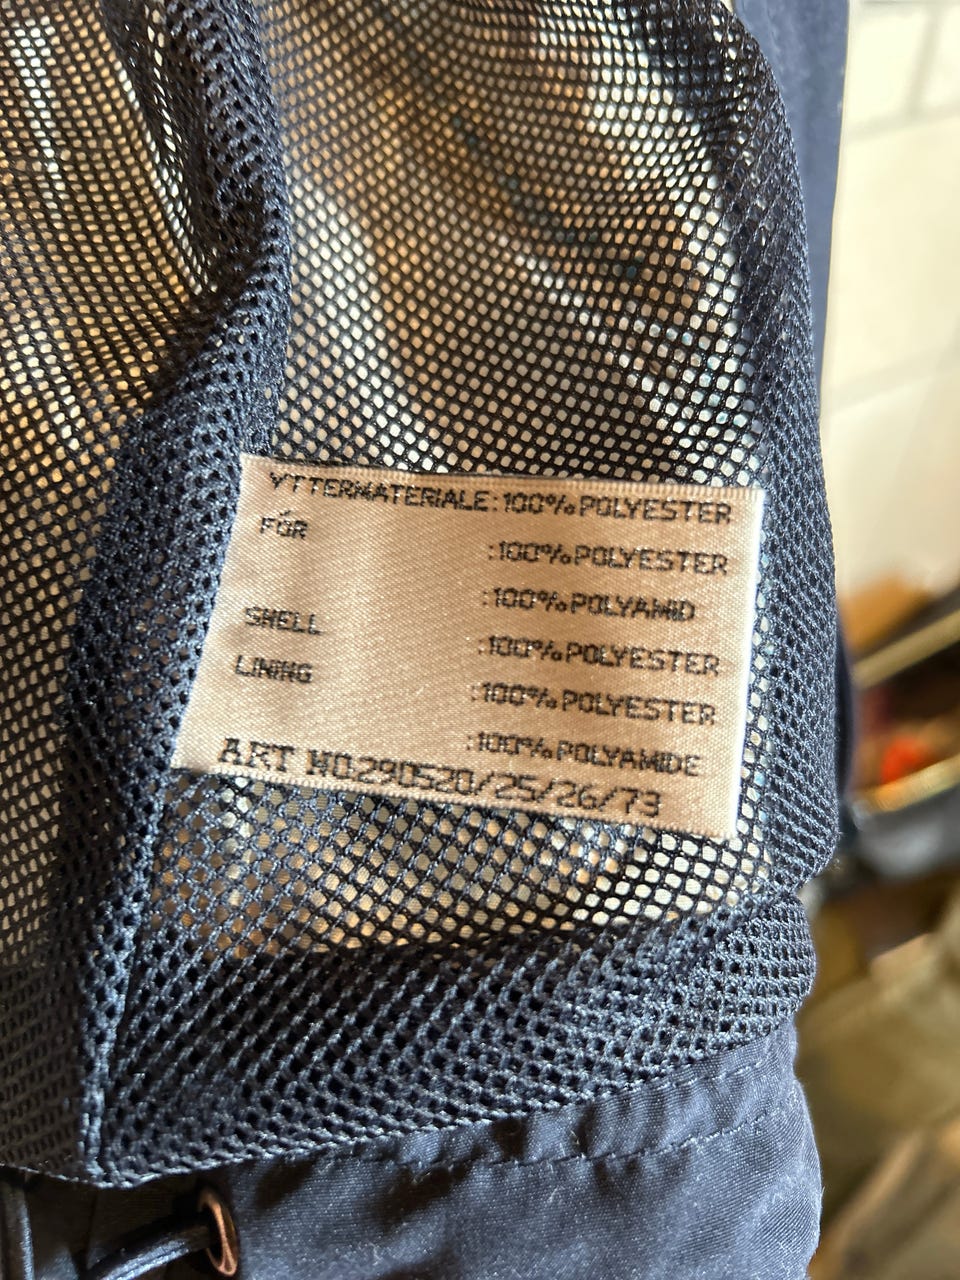 YTTERMATERIALE:100% POLYESTER
FÓR :100% POLYESTER
:100% POLYAMID
SHELL :100% POLYESTER
LINING :100% POLYESTER
:100% POLYAMIDE
ART NO.290520/25/26/73